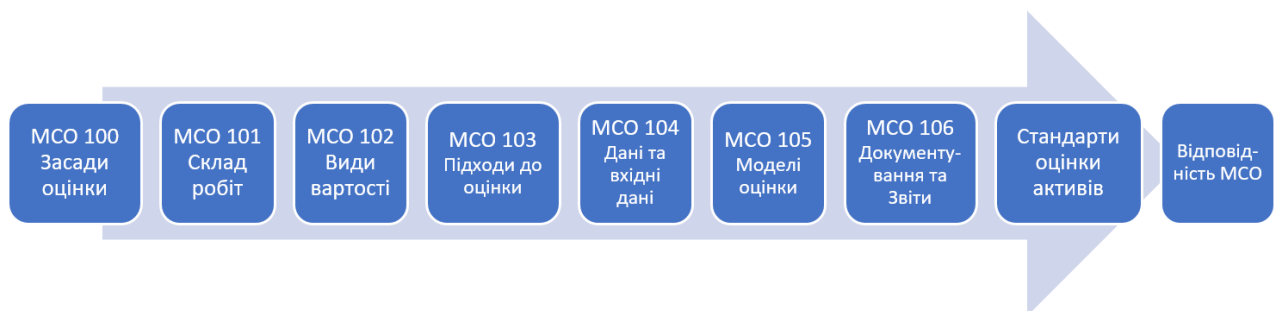 МСО 100
Засади
оцінки
МСО 101
Склад
робіт
МСО 102
Види
вартості
МСО 103
Підходи до
оцінки
МСО 104
Дані та
вхідні
дані
МСО 105
Моделі
оцінки
МСО 106
Документу-
вання та
Звіти
Стандарти
оцінки
активів
Відповід-
ність МСО